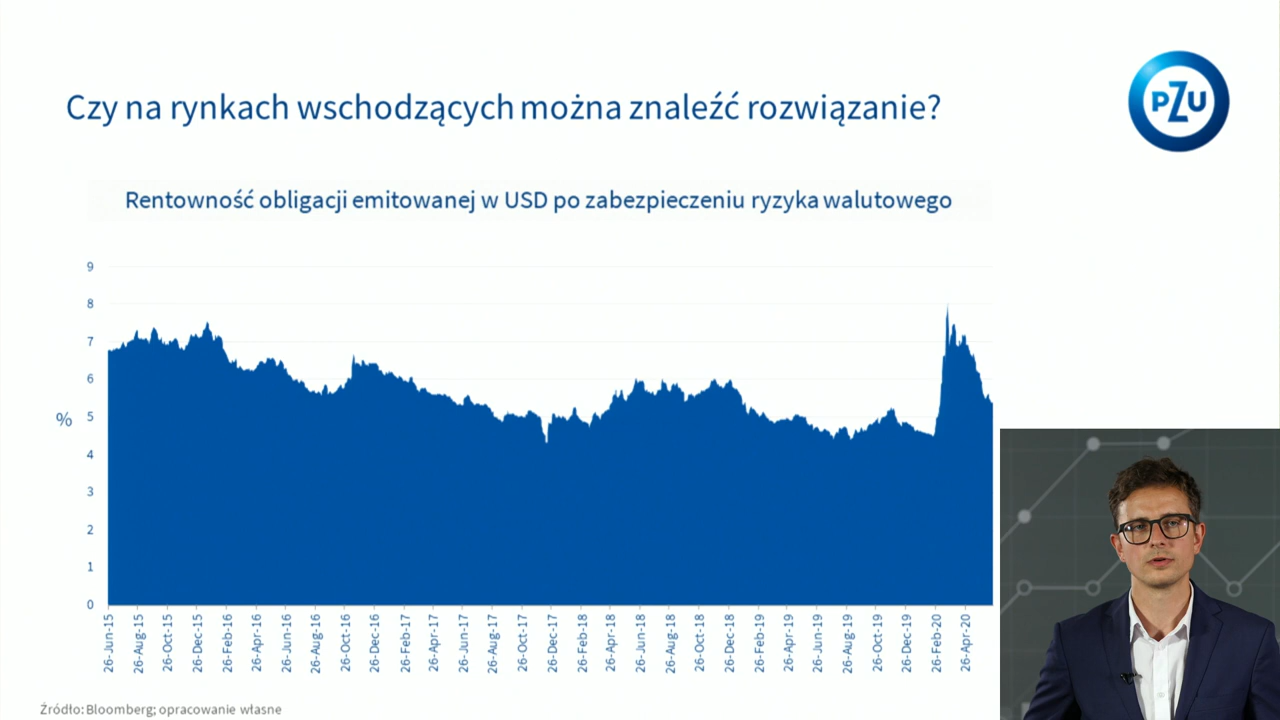 Czy na rynkach wschodzących można znaleźć rozwiązanie?
PZU
Rentowność obligacji emitowanej w USD po zabezpieczeniu ryzyka walutowego
9
8
7
6
5
4
3
2
1
0
%
26-Jun-15
26-Aug-15
26-Oct-15
26-Dec-15
26-Feb-16
26-Apr-16
26-Jun-16
26-Aug-16
26-Oct-16
26-Dec-16
26-Feb-17
26-Apr-17
26-Jun-17
26-Aug-17
26-Oct-17
26-Dec-17
26-Feb-18
26-Apr-18
26-Jun-18
26-Aug-18
26-Oct-18
26-Dec-18
26-Feb-19
26-Apr-19
26-Jun-19
26-Aug-19
26-Oct-19
26-Dec-19
26-Feb-20
26-Apr-20
Źródło: Bloomberg; opracowanie własne